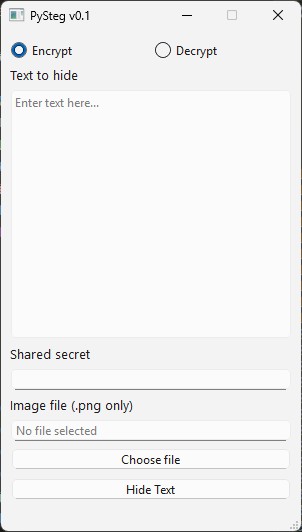 PySteg v0.1
Encrypt Decrypt
Text to hide
Enter text here...
Shared secret
Image file (.png only)
No file selected
Choose file
Hide Text